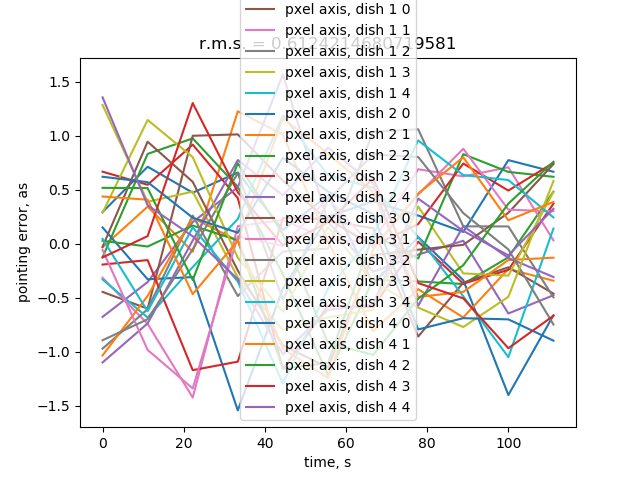 pxel axis, dish 1 0
pxel axis, dish 1 1
r.m.s. = 0.6124214680719581
pxel axis, dish 1 2
pxel axis, dish 1 3
pxel axis, dish 1 4
pxel axis, dish 2 0
pxel axis, dish 2 1
pxel axis, dish 2 2
pxel axis, dish 2 3
pxel axis, dish 2 4
pxel axis, dish 3 0
pxel axis, dish 3 1
pxel axis, dish 3 2
pxel axis, dish 3 3
pxel axis, dish 3 4
pxel axis, dish 4 0
pxel axis, dish 4 1
pxel axis, dish 4 2
pxel axis, dish 4 3
pxel axis, dish 4 4
1.5
1.0
0.5
0.0
−0.5
−1.0
−1.5
pointing error, as
0 20 40 60 80 100
time, s